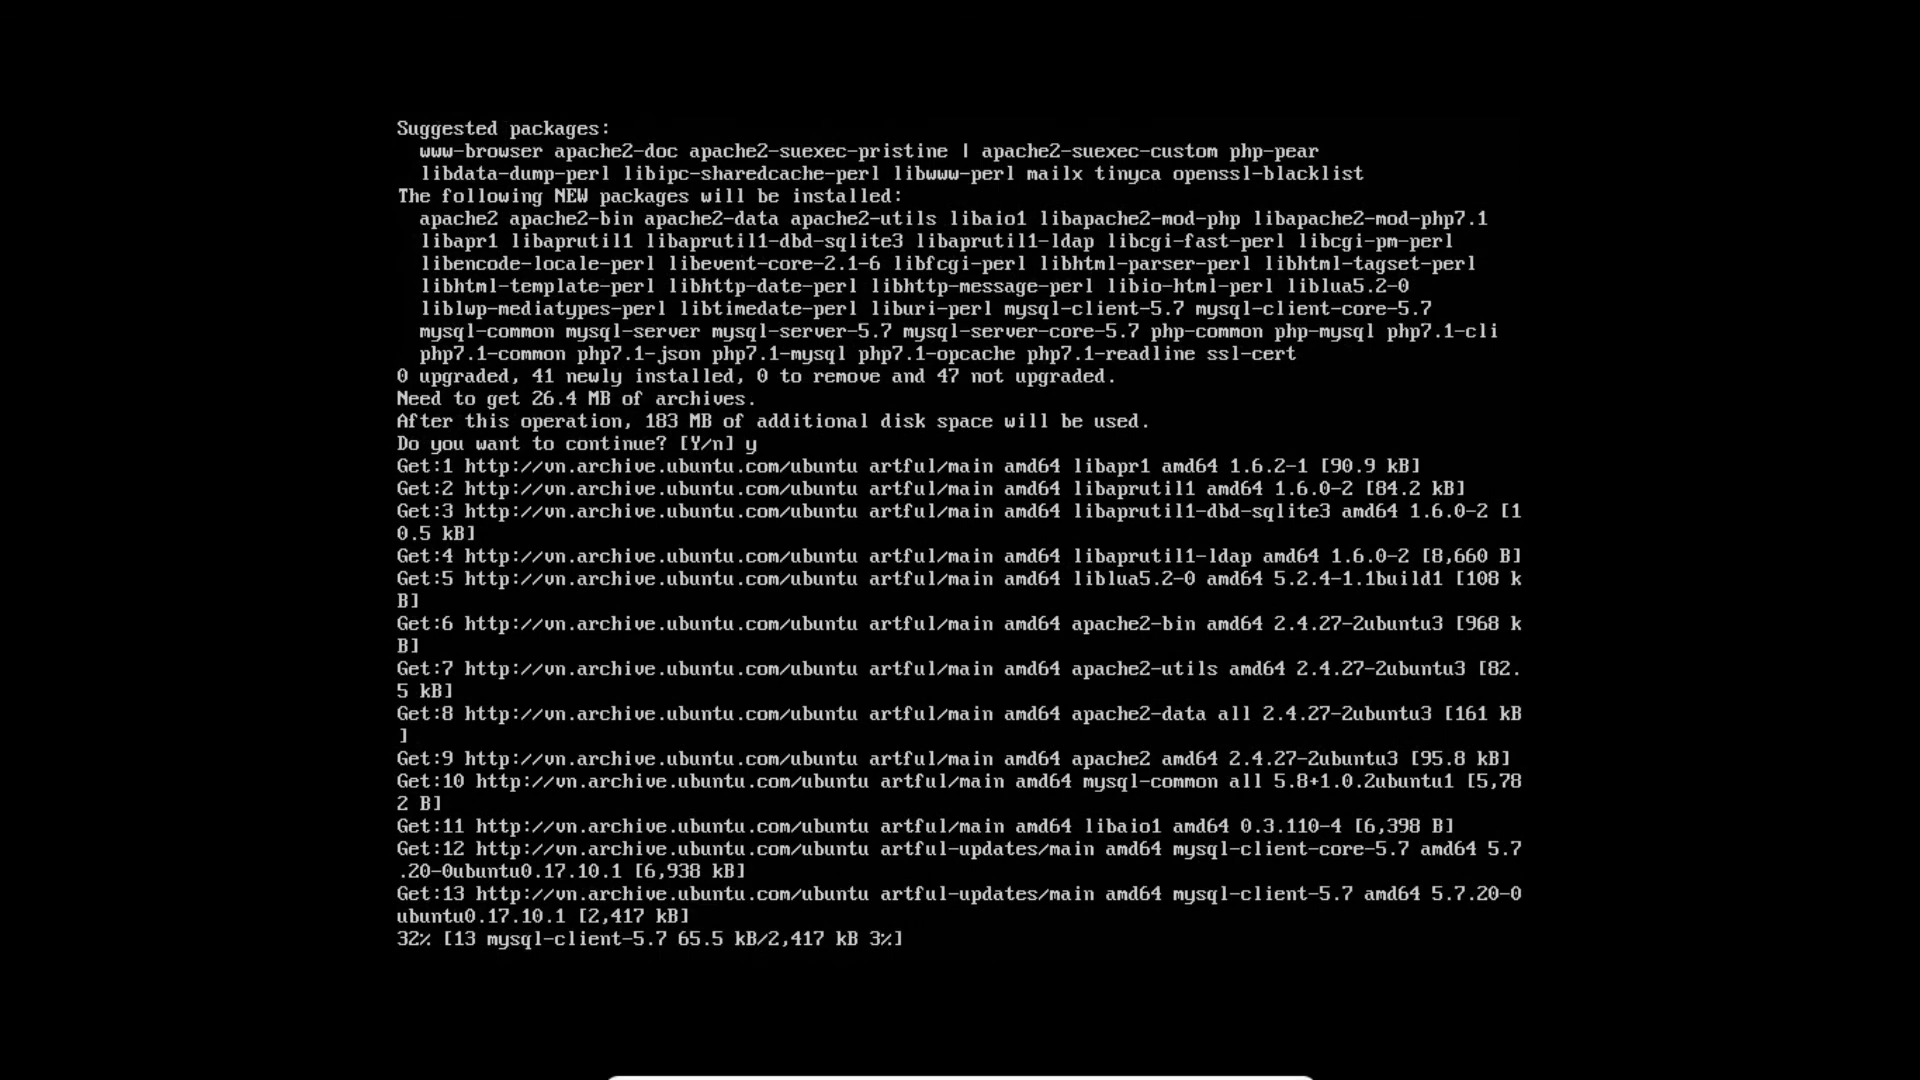 Suggested packages:
www-browser apache2-doc apache2-suexec-pristine | apache2-suexec-custom php-pear
libdata-dump-perl libipc-sharedcache-perl libwww-perl mailx tinyca openssl-blacklist
The following NEW packages will be installed:
apache2 apache2-bin apache2-data apache2-utils libaio1 libapache2-mod-php libapache2-mod-php7.1
libapr1 libaprutil1 libaprutil1-dbd-sqlite3 libaprutil1-ldap libcgi-fast-perl libcgi-pm-perl
libencode-locale-perl libevent-core-2.1-6 libfcgi-perl libhtml-parser-perl libhtml-tagset-perl
libhtml-template-perl libhttp-date-perl libhttp-message-perl libio-html-perl liblua5.2-0
liblwp-mediatypes-perl libtimedate-perl liburi-perl mysql-client-5.7 mysql-client-core-5.7
mysql-common mysql-server mysql-server-5.7 mysql-server-core-5.7 php-common php-mysql php7.1-cli
php7.1-common php7.1-json php7.1-mysql php7.1-opcache php7.1-readline ssl-cert
0 upgraded, 41 newly installed, 0 to remove and 47 not upgraded.
Need to get 26.4 MB of archives.
After this operation, 183 MB of additional disk space will be used.
Do you want to continue? [Y/n] y
Get:1 http://vn.archive.ubuntu.com/ubuntu artful/main amd64 libapr1 amd64 1.6.2-1 [90.9 kB]
Get:2 http://vn.archive.ubuntu.com/ubuntu artful/main amd64 libaprutil1 amd64 1.6.0-2 [84.2 kB]
Get:3 http://vn.archive.ubuntu.com/ubuntu artful/main amd64 libaprutil1-dbd-sqlite3 amd64 1.6.0-2 [1
0.5 kB]
Get:4 http://vn.archive.ubuntu.com/ubuntu artful/main amd64 libaprutil1-ldap amd64 1.6.0-2 [8,660 B]
Get:5 http://vn.archive.ubuntu.com/ubuntu artful/main amd64 liblua5.2-0 amd64 5.2.4-1.1build1 [108 k
B]
Get:6 http://vn.archive.ubuntu.com/ubuntu artful/main amd64 apache2-bin amd64 2.4.27-2ubuntu3 [968 k
B]
Get:7 http://vn.archive.ubuntu.com/ubuntu artful/main amd64 apache2-utils amd64 2.4.27-2ubuntu3 [82.
5 kB]
Get:8 http://vn.archive.ubuntu.com/ubuntu artful/main amd64 apache2-data all 2.4.27-2ubuntu3 [161 kB
]
Get:9 http://vn.archive.ubuntu.com/ubuntu artful/main amd64 apache2 amd64 2.4.27-2ubuntu3 [95.8 kB]
Get:10 http://vn.archive.ubuntu.com/ubuntu artful/main amd64 mysql-common all 5.8+1.0.2ubuntu1 [5,78
2 B]
Get:11 http://vn.archive.ubuntu.com/ubuntu artful/main amd64 libaio1 amd64 0.3.110-4 [6,398 B]
Get:12 http://vn.archive.ubuntu.com/ubuntu artful-updates/main amd64 mysql-client-core-5.7 amd64 5.7
.20-0ubuntu0.17.10.1 [6,938 kB]
Get:13 http://vn.archive.ubuntu.com/ubuntu artful-updates/main amd64 mysql-client-5.7 amd64 5.7.20-0
ubuntu0.17.10.1 [2,417 kB]
32% [13 mysql-client-5.7 65.5 kB/2,417 kB 3%]